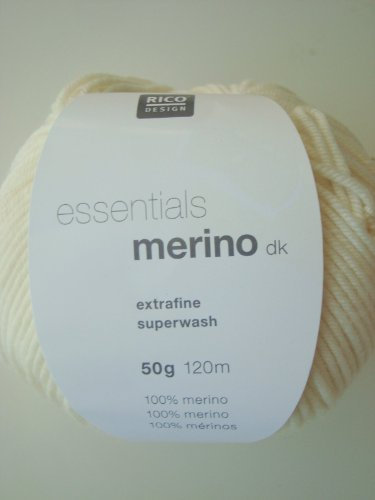 RICO
DESIGN
essentials
merino dk
extrafine
superwash
50g 120m
100% merino
100% merino
100% mérinos